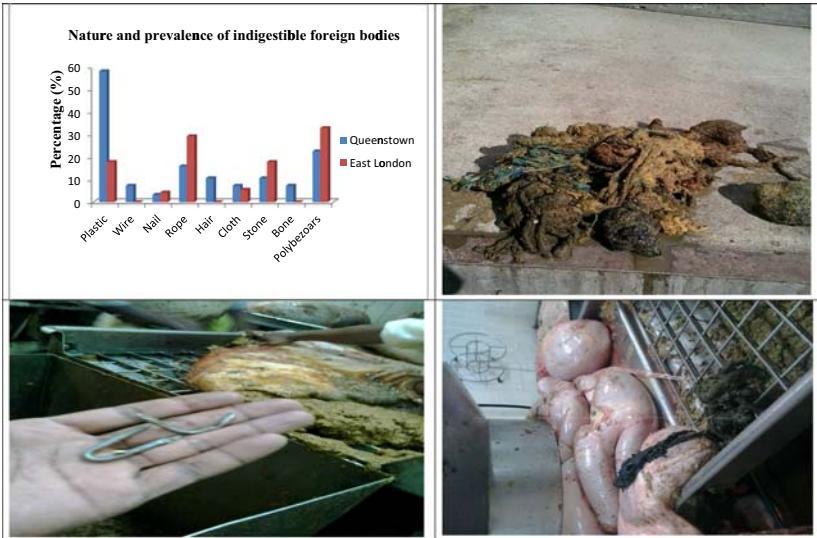 Nature and prevalence of indigestible foreign bodies
Percentage (%)
60
50
40
30
20
10
0
Plastic
Wire
Nail
Rope
Hair
Cloth
Stone
Bone
Polybezoars
Queenstown
East London